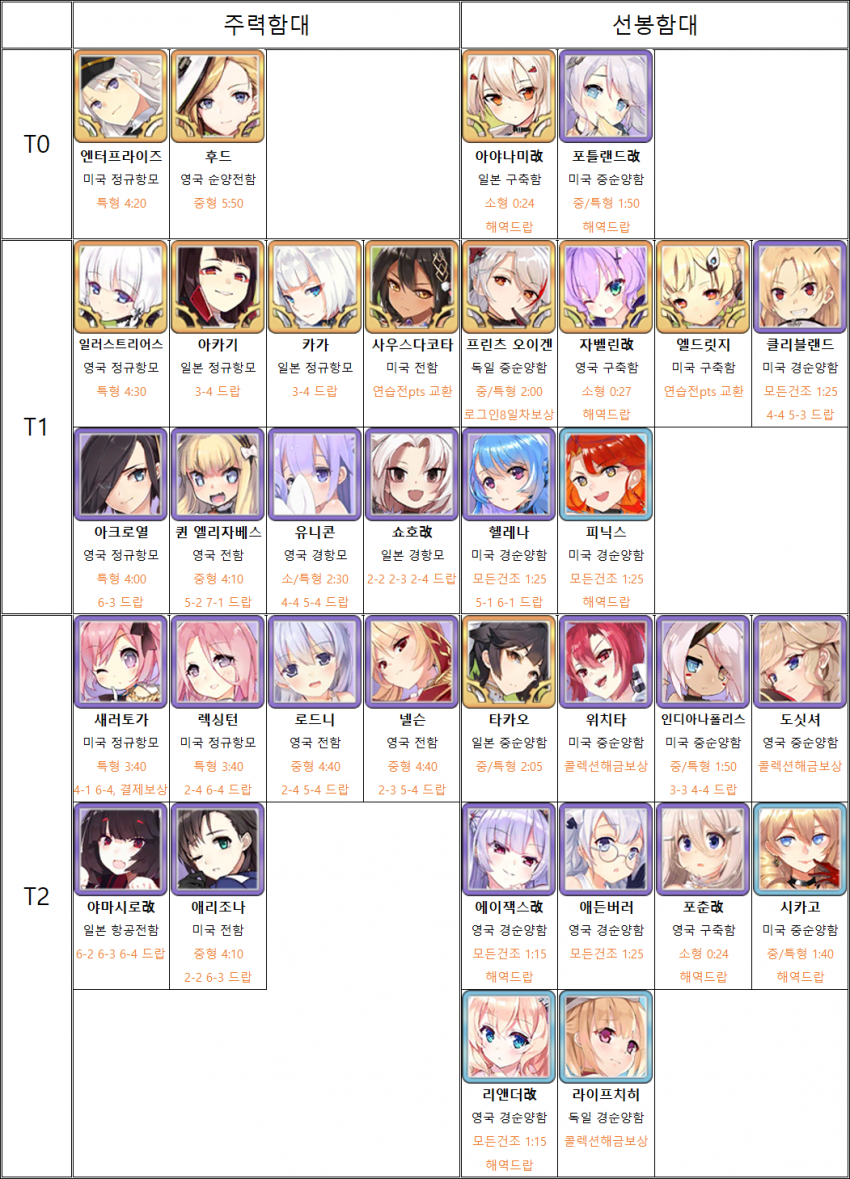 주력함대
선봉함대
T0
엔터프라이즈
미국 정규항모
특형 4:20
후드
영국 순양전함
중형 5:50
아야나미改
일본 구축함
소형 0:24
해역드랍
포틀랜드改
미국 중순양함
중/특형 1:50
해역드랍
T1
일러스트리어스
영국 정규항모
특형 4:30
아카기
일본 정규항모
3-4 드랍
카가
일본 정규항모
3-4 드랍
사우스다코타
미국 전함
연습전pts 교환
프린츠 오이겐
독일 중순양함
중/특형 2:00
로그인8일차보상
자벨린改
영국 구축함
소형 0:27
해역드랍
엘드릿지
미국 구축함
연습전pts 교환
클리블랜드
미국 경순양함
모든건조 1:25
4-4 5-3 드랍
아크로열
영국 정규항모
특형 4:00
6-3 드랍
퀸 엘리자베스
영국 전함
중형 4:10
5-2 7-1 드랍
유니콘
영국 경항모
소/특형 2:30
4-4 5-4 드랍
쇼호改
일본 경항모
2-2 2-3 2-4 드랍
헬레나
미국 경순양함
모든건조 1:25
5-1 6-1 드랍
피닉스
미국 경순양함
모든건조 1:25
해역드랍
T2
새러토가
미국 정규항모
특형 3:40
4-1 6-4, 결제보상
렉싱턴
미국 정규항모
특형 3:40
2-4 6-4 드랍
로드니
영국 전함
중형 4:40
2-4 5-4 드랍
넬슨
영국 전함
중형 4:40
2-3 5-4 드랍
타카오
일본 중순양함
중/특형 2:05
위치타
미국 중순양함
콜렉션해금보상
인디아나폴리스
미국 중순양함
중/특형 1:50
3-3 4-4 드랍
도싯셔
영국 중순양함
콜렉션해금보상
야마시로改
일본 항공전함
6-2 6-3 6-4 드랍
애리조나
미국 전함
중형 4:10
2-2 6-3 드랍
에이잭스改
영국 경순양함
모든건조 1:15
해역드랍
애든버러
영국 경순양함
모든건조 1:25
포춘改
영국 구축함
소형 0:24
해역드랍
시카고
미국 중순양함
중/특형 1:40
해역드랍
리앤더改
영국 경순양함
모든건조 1:15
해역드랍
라이프치히
독일 경순양함
콜렉션해금보상